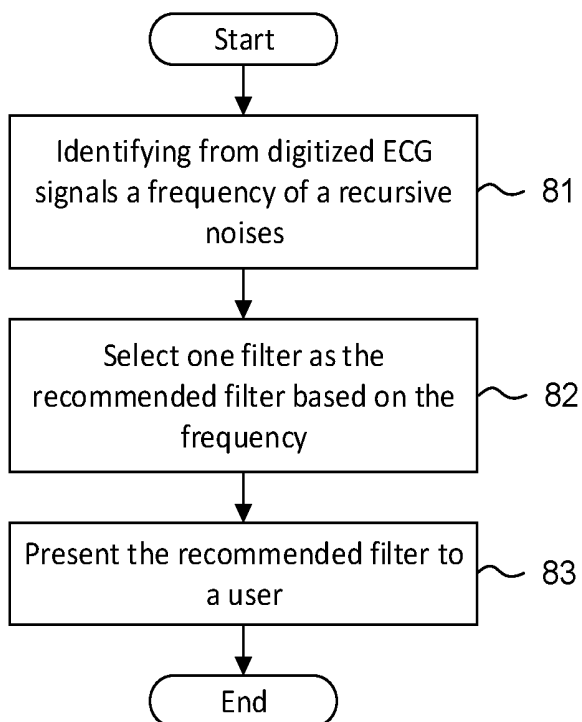 Start
Identifying from digitized ECG
signals a frequency of a recursive
noises
81
Select one filter as the
recommended filter based on the
frequency
82
Present the recommended filter to
a user
83
End